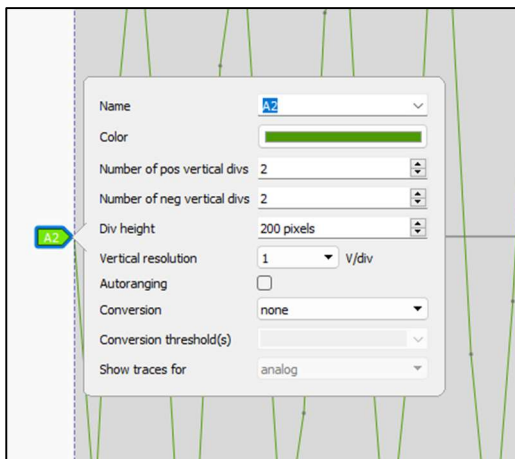 Name A2
Color
Number of pos vertical divs 2
Number of neg vertical divs 2
A2
Div height 200 pixels
Vertical resolution 1 V/div
Autoranging
Conversion none
Conversion threshold(s)
Show traces for analog